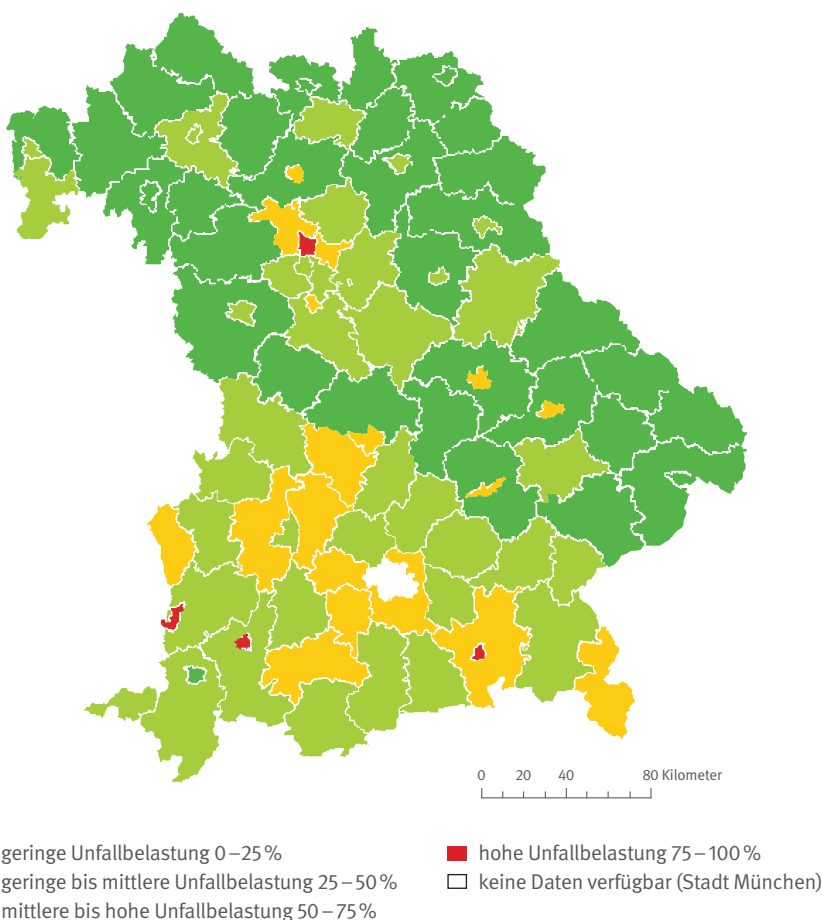 0 20 40 80 Kilometer
geringe Unfallbelastung 0–25 %
geringe bis mittlere Unfallbelastung 25–50 %
mittlere bis hohe Unfallbelastung 50–75 %
hohe Unfallbelastung 75–100 %
keine Daten verfügbar (Stadt München)